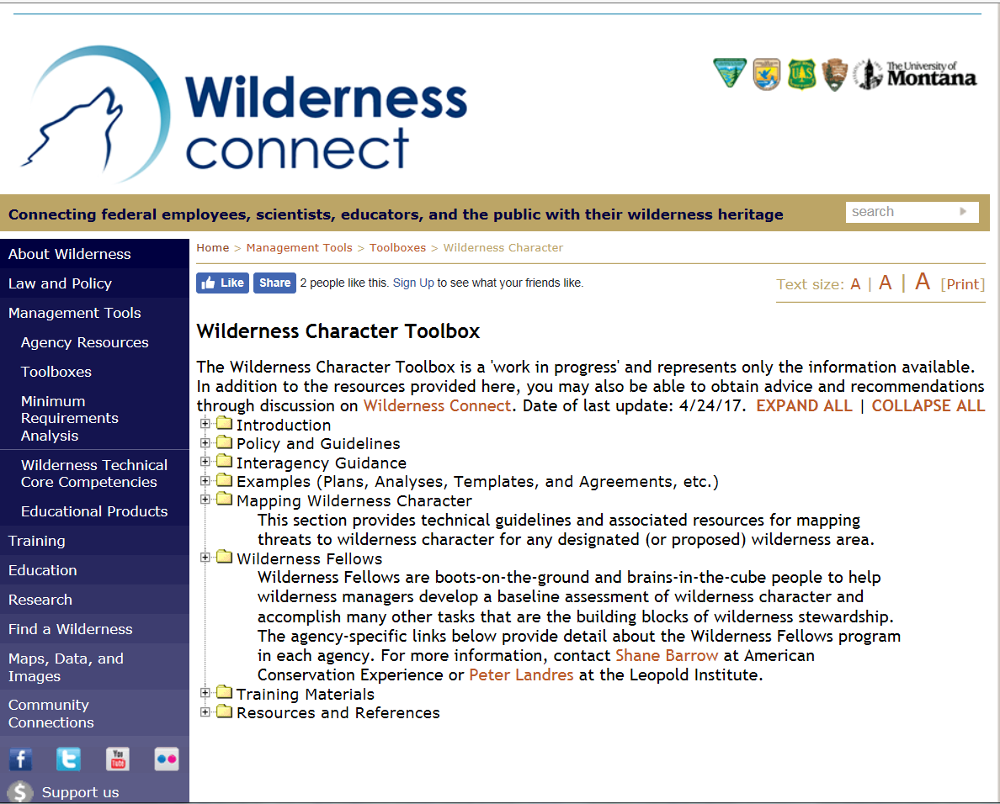 Wilderness
connect
The University of
Montana
Connecting federal employees, scientists, educators, and the public with their wilderness heritage
search
About Wilderness
Law and Policy
Management Tools
Agency Resources
Toolboxes
Minimum
Requirements
Analysis
Wilderness Technical
Core Competencies
Educational Products
Training
Education
Research
Find a Wilderness
Maps, Data, and
Images
Community
Connections
Support us
Home > Management Tools > Toolboxes > Wilderness Character
Like Share 2 people like this. Sign Up to see what your friends like.
Text size: A | A | A [Print]
Wilderness Character Toolbox
The Wilderness Character Toolbox is a 'work in progress' and represents only the information available.
In addition to the resources provided here, you may also be able to obtain advice and recommendations
through discussion on Wilderness Connect. Date of last update: 4/24/17. EXPAND ALL | COLLAPSE ALL
Introduction
Policy and Guidelines
Interagency Guidance
Examples (Plans, Analyses, Templates, and Agreements, etc.)
Mapping Wilderness Character
This section provides technical guidelines and associated resources for mapping
threats to wilderness character for any designated (or proposed) wilderness area.
Wilderness Fellows
Wilderness Fellows are boots-on-the-ground and brains-in-the-cube people to help
wilderness managers develop a baseline assessment of wilderness character and
accomplish many other tasks that are the building blocks of wilderness stewardship.
The agency-specific links below provide detail about the Wilderness Fellows program
in each agency. For more information, contact Shane Barrow at American
Conservation Experience or Peter Landres at the Leopold Institute.
Training Materials
Resources and References